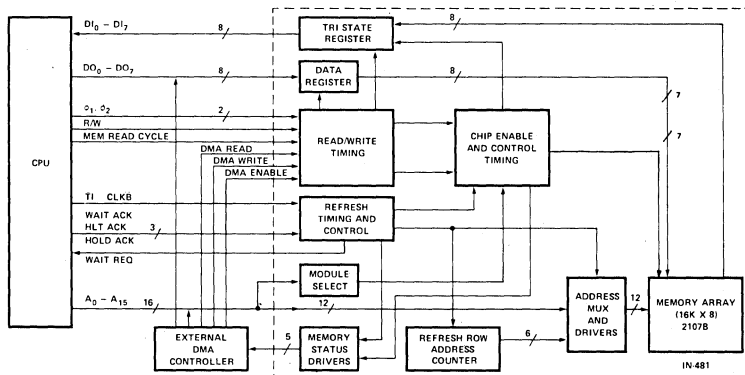 DI₀ – DI₇
8
TRI STATE
REGISTER
8
DO₀ – DO₇
8
DATA
REGISTER
8
7
7
ϕ₁, ϕ₂
2
R/W
MEM READ CYCLE
READ/WRITE
TIMING
CHIP ENABLE
AND CONTROL
TIMING
DMA READ
DMA WRITE
DMA ENABLE
CPU
TI CLKB
WAIT ACK
HLT ACK
3
HOLD ACK
WAIT REQ
REFRESH
TIMING AND
CONTROL
MODULE
SELECT
A₀ – A₁₅
16
12
ADDRESS
MUX
AND
DRIVERS
12
MEMORY ARRAY
(16K X 8)
2107B
EXTERNAL
DMA
CONTROLLER
5
MEMORY
STATUS
DRIVERS
REFRESH ROW
ADDRESS
COUNTER
6
IN-481